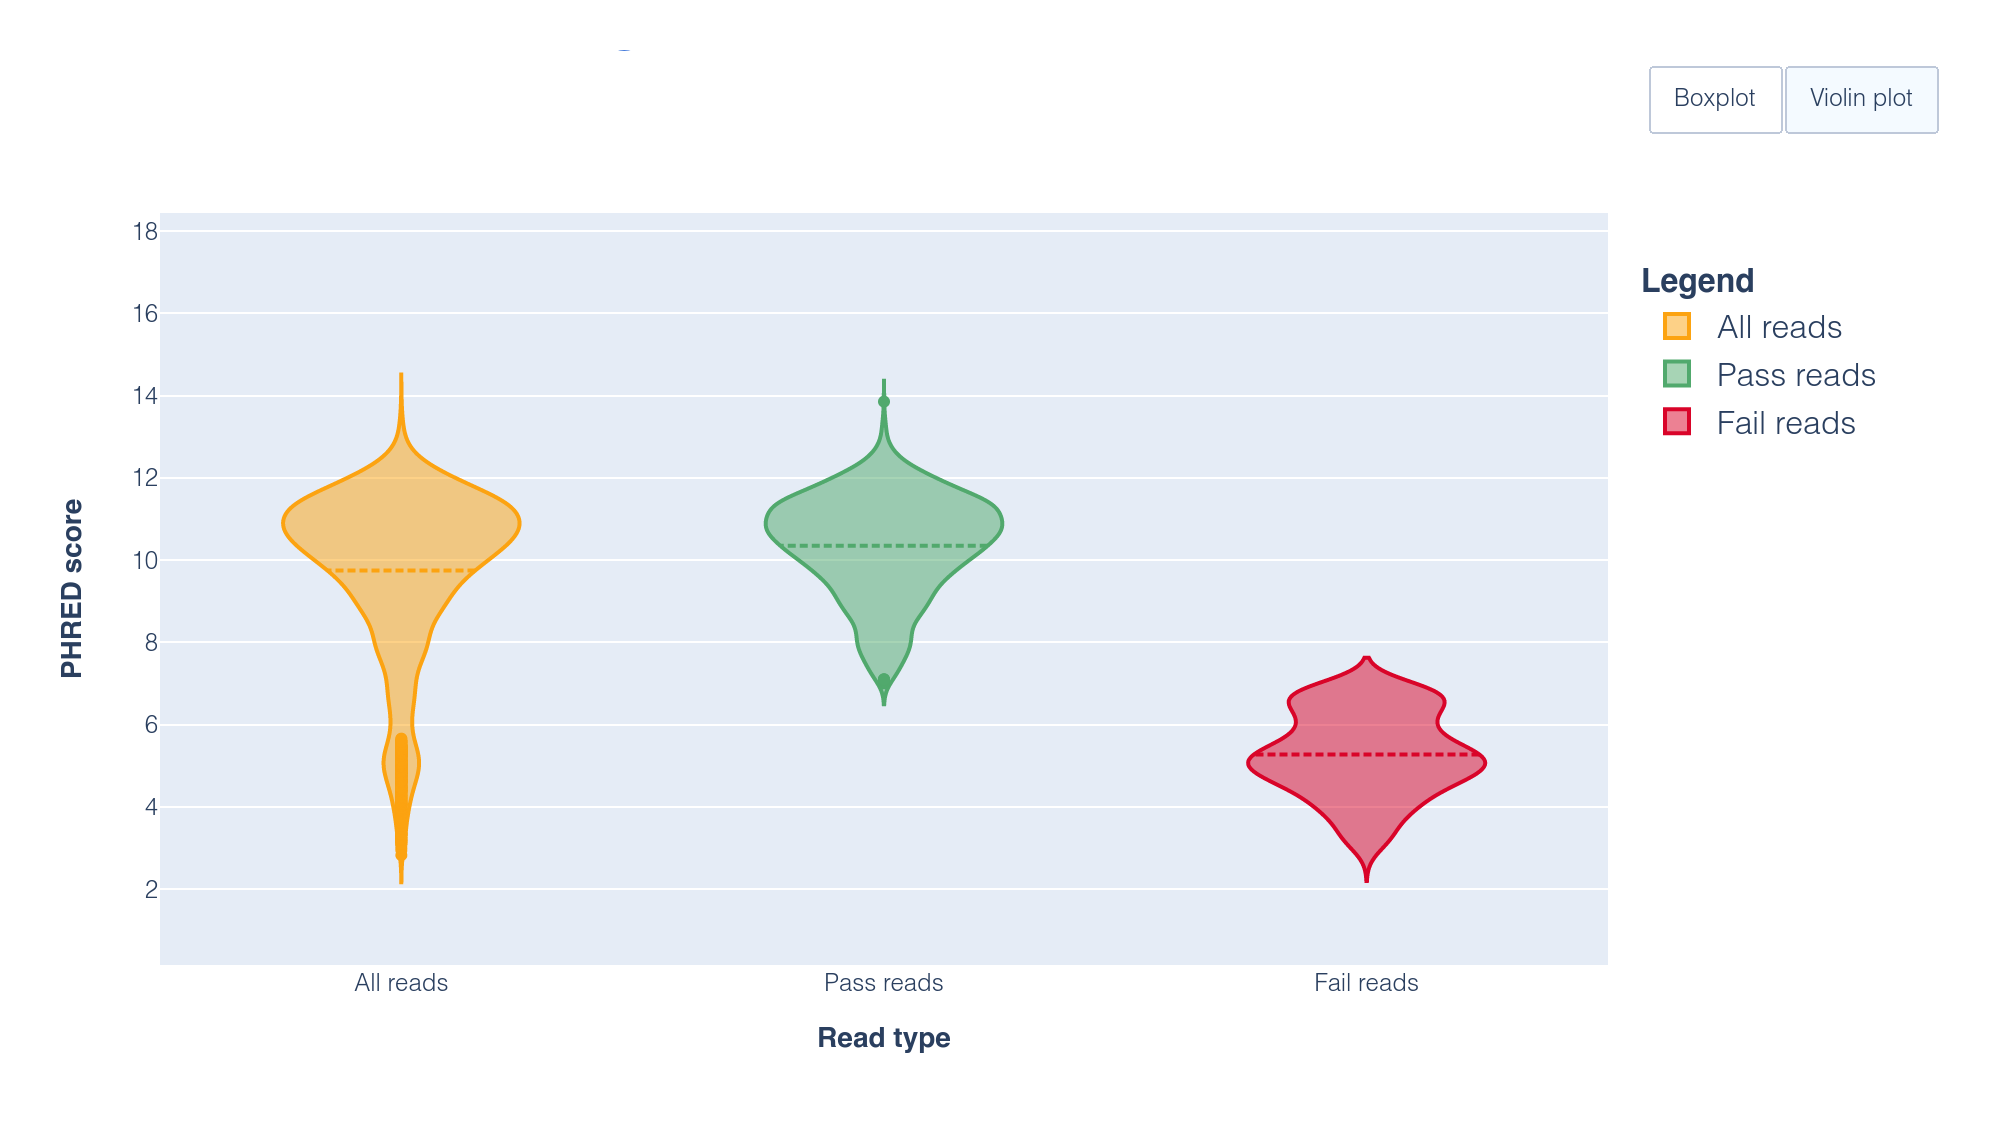 Boxplot
Violin plot
18
16
14
12
10
8
6
4
2
PHRED score
All reads
Pass reads
Fail reads
Read type
Legend
All reads
Pass reads
Fail reads